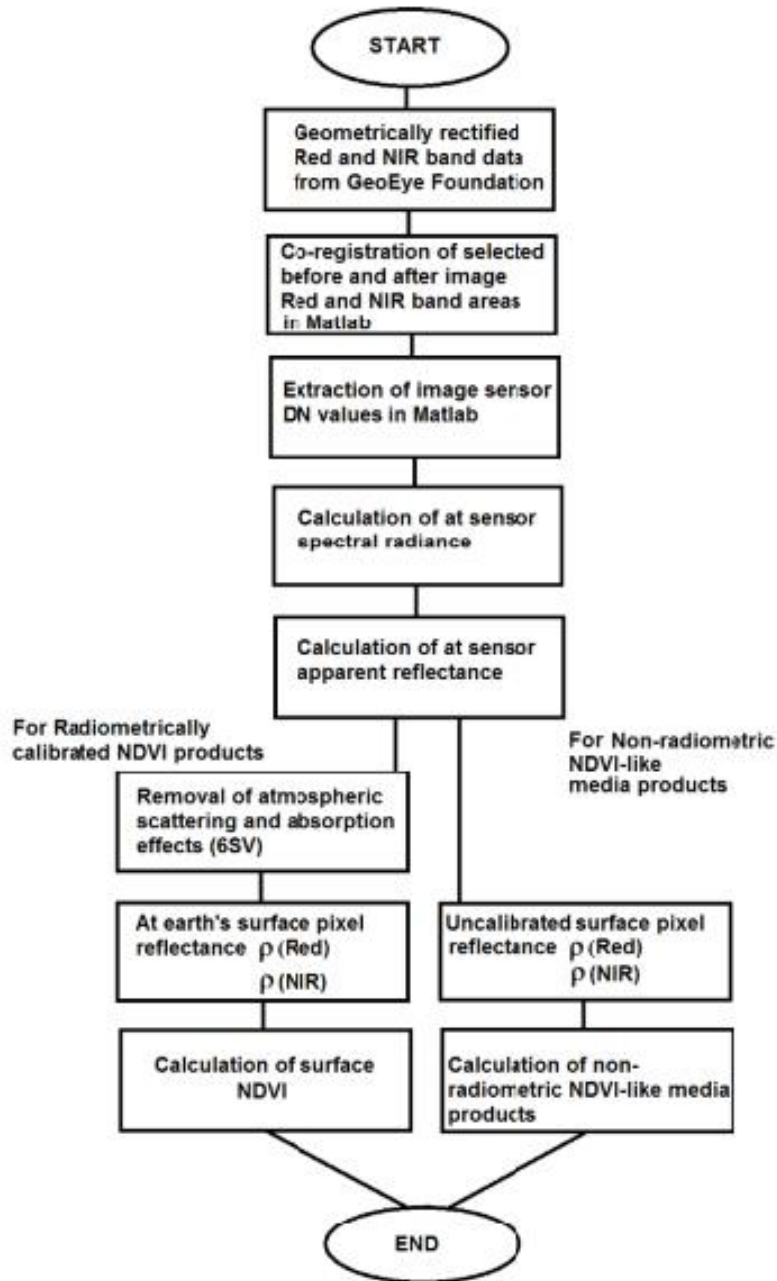 START
Geometrically rectified
Red and NIR band data
from GeoEye Foundation
Co-registration of selected
before and after image
Red and NIR band areas
in Matlab
Extraction of image sensor
DN values in Matlab
Calculation of at sensor
spectral radiance
Calculation of at sensor
apparent reflectance
For Radiometrically
calibrated NDVI products
For Non-radiometric
NDVI-like
media products
Removal of atmospheric
scattering and absorption
effects (6SV)
At earth's surface pixel
reflectance ρ (Red)
ρ (NIR)
Uncalibrated surface pixel
reflectance ρ (Red)
ρ (NIR)
Calculation of surface
NDVI
Calculation of non-
radiometric NDVI-like media
products
END